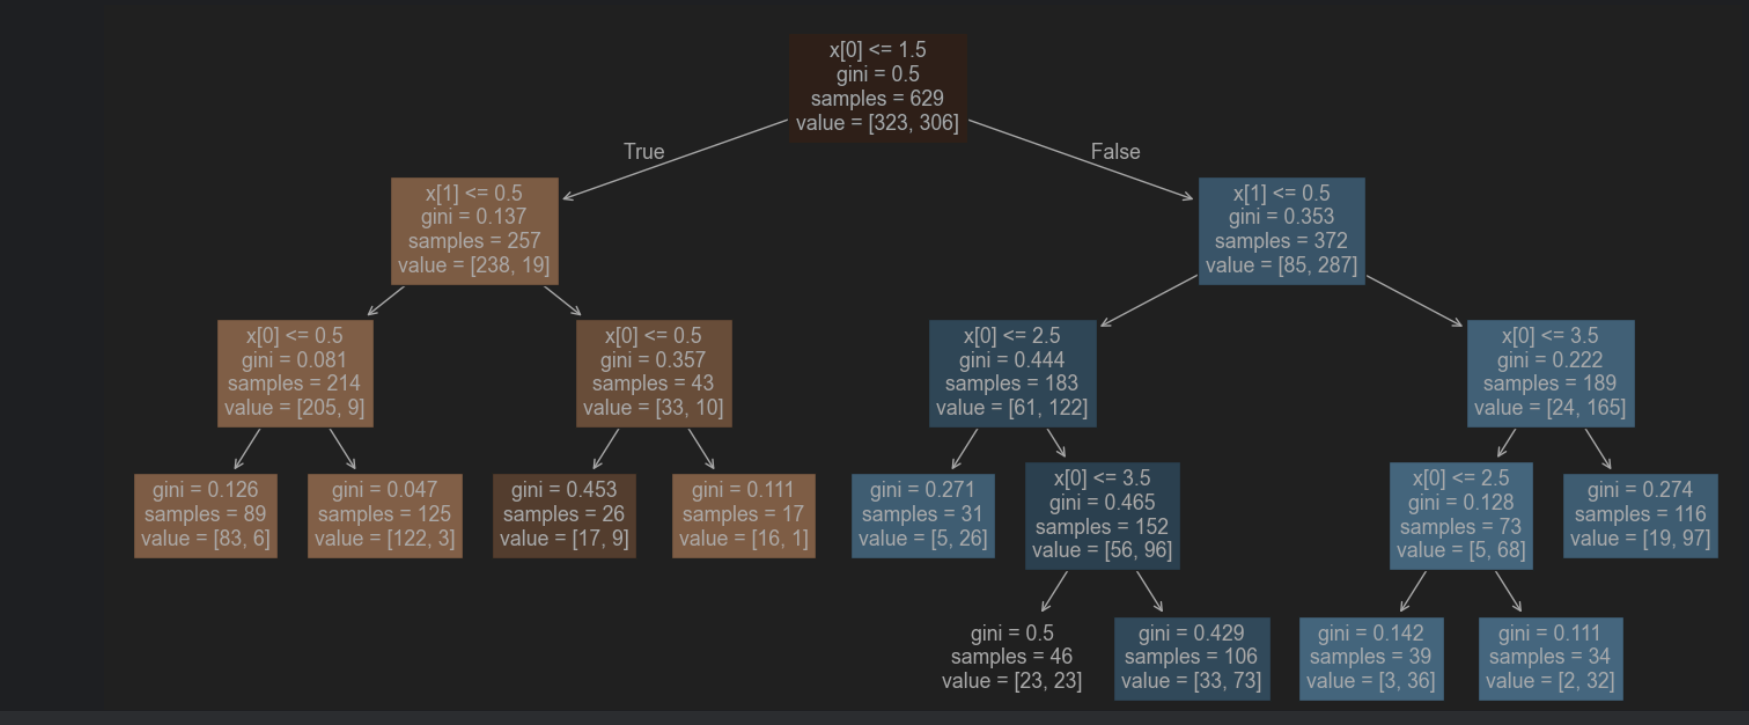 x[0] <= 1.5
gini = 0.5
samples = 629
value = [323, 306]
True
False
x[1] <= 0.5
gini = 0.137
samples = 257
value = [238, 19]
x[1] <= 0.5
gini = 0.353
samples = 372
value = [85, 287]
x[0] <= 0.5
gini = 0.081
samples = 214
value = [205, 9]
x[0] <= 0.5
gini = 0.357
samples = 43
value = [33, 10]
x[0] <= 2.5
gini = 0.444
samples = 183
value = [61, 122]
x[0] <= 3.5
gini = 0.222
samples = 189
value = [24, 165]
gini = 0.126
samples = 89
value = [83, 6]
gini = 0.047
samples = 125
value = [122, 3]
gini = 0.453
samples = 26
value = [17, 9]
gini = 0.111
samples = 17
value = [16, 1]
gini = 0.271
samples = 31
value = [5, 26]
x[0] <= 3.5
gini = 0.465
samples = 152
value = [56, 96]
x[0] <= 2.5
gini = 0.128
samples = 73
value = [5, 68]
gini = 0.274
samples = 116
value = [19, 97]
gini = 0.5
samples = 46
value = [23, 23]
gini = 0.429
samples = 106
value = [33, 73]
gini = 0.142
samples = 39
value = [3, 36]
gini = 0.111
samples = 34
value = [2, 32]